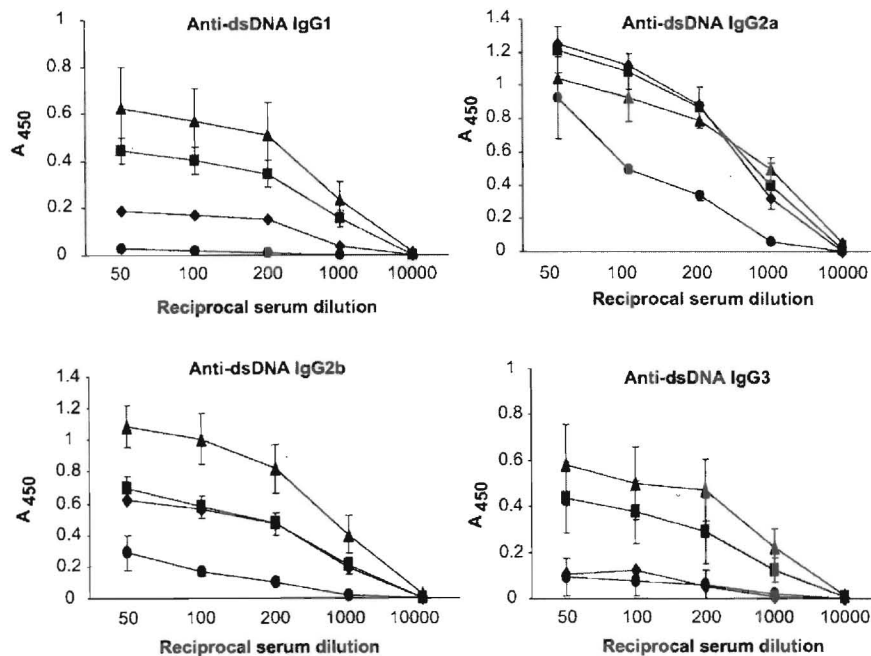 Anti-dsDNA IgG1
1
0.8
0.6
0.4
0.2
0
A 450
50 100 200 1000 10000
Reciprocal serum dilution
Anti-dsDNA IgG2a
1.4
1.2
1
0.8
0.6
0.4
0.2
0
A 450
50 100 200 1000 10000
Reciprocal serum dilution
Anti-dsDNA IgG2b
1.4
1.2
1
0.8
0.6
0.4
0.2
0
A 450
50 100 200 1000 10000
Reciprocal serum dilution
Anti-dsDNA IgG3
1
0.8
0.6
0.4
0.2
0
A 450
50 100 200 1000 10000
Reciprocal serum dilution